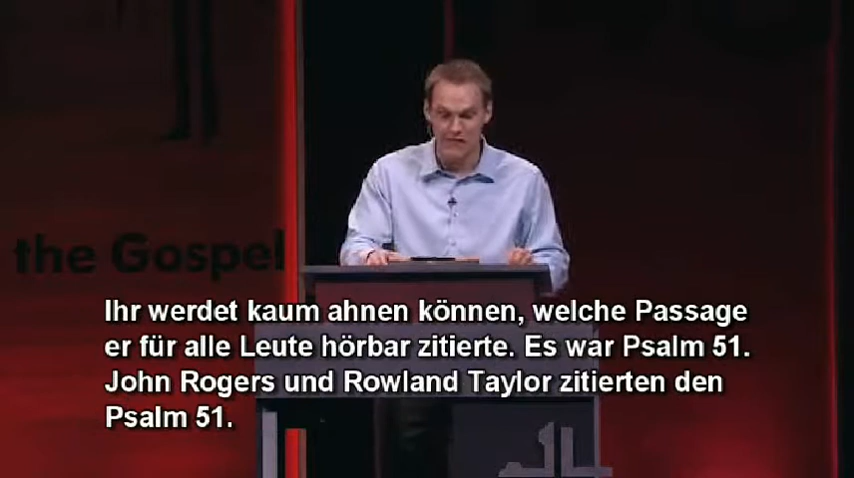 the Gospel
Ihr werdet kaum ahnen können, welche Passage
er für alle Leute hörbar zitierte. Es war Psalm 51.
John Rogers und Rowland Taylor zitierten den
Psalm 51.